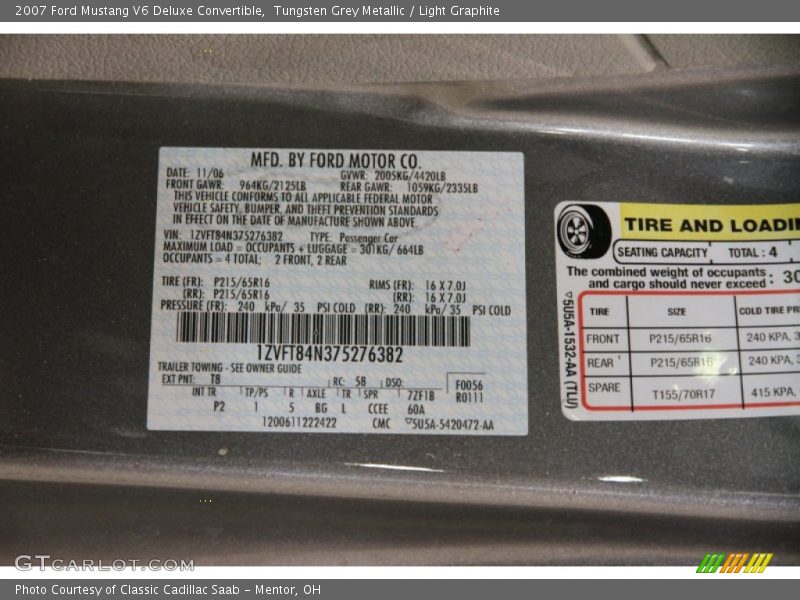 2007 Ford Mustang V6 Deluxe Convertible,  Tungsten Grey Metallic / Light Graphite
MFD. BY FORD MOTOR CO.
DATE: 11/06 GVWR: 2005KG/4420LB
FRONT GAWR: 964KG/2125LB REAR GAWR: 1059KG/2335LB
THIS VEHICLE CONFORMS TO ALL APPLICABLE FEDERAL MOTOR
VEHICLE SAFETY, BUMPER, AND THEFT PREVENTION STANDARDS
IN EFFECT ON THE DATE OF MANUFACTURE SHOWN ABOVE.
VIN: 1ZVFT84N375276382 TYPE: Passenger Car
MAXIMUM LOAD = OCCUPANTS + LUGGAGE = 301KG/ 664LB
OCCUPANTS = 4 TOTAL; 2 FRONT, 2 REAR
TIRE (FR): P215/65R16 RIMS (FR): 16 X 7.0J
(RR): P215/65R16 (RR): 16 X 7.0J
PRESSURE (FR): 240 kPa/ 35 PSI COLD (RR): 240 kPa/ 35 PSI COLD
1ZVFT84N375276382
TRAILER TOWING - SEE OWNER GUIDE
EXT PNT: T8 RC: 58 DSO: F0056
INT TR TP/PS R AXLE TR SPR 7ZF1B R0111
P2 1 5 BG L CCEE 60A
1200611222422 CMC 5U5A-5420472-AA
TIRE AND LOADI
SEATING CAPACITY TOTAL : 4
The combined weight of occupants
and cargo should never exceed : 30
TIRE SIZE COLD TIRE PR
FRONT P215/65R16 240 KPA, 3
REAR P215/65R16 240 KPA, 3
SPARE T155/70R17 415 KPA,
5U5A-1532-AA (TLU)
GTCARLOT.COM
Photo Courtesy of Classic Cadillac Saab - Mentor, OH